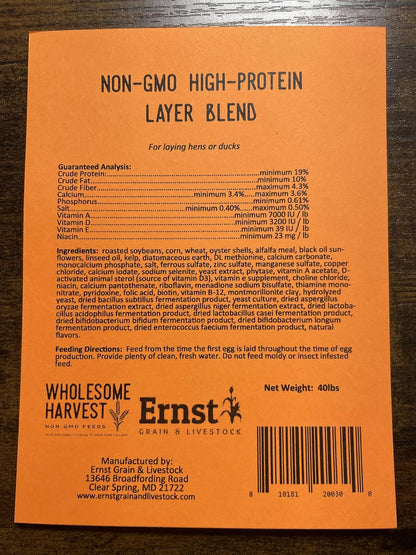 NON-GMO HIGH-PROTEIN
LAYER BLEND
For laying hens or ducks
Guaranteed Analysis:
Crude Protein:..........minimum 19%
Crude Fat..........minimum 10%
Crude Fiber..........maximum 4.3%
Calcium..........minimum 3.4%.....maximum 3.6%
Phosphorus..........minimum 0.61%
Salt..........minimum 0.40%.....maximum 0.50%
Vitamin A..........minimum 7000 IU / lb
Vitamin D..........minimum 3200 IU / lb
Vitamin E..........minimum 39 IU / lb
Niacin..........minimum 23 mg / lb
Ingredients: roasted soybeans, corn, wheat, oyster shells, alfalfa meal, black oil sun-
flowers, linseed oil, kelp, diatomaceous earth, DL methionine, calcium carbonate,
monocalcium phosphate, salt, ferrous sulfate, zinc sulfate, manganese sulfate, copper
chloride, calcium iodate, sodium selenite, yeast extract, phytase, vitamin A acetate, D-
activated animal sterol (source of vitamin D3), vitamin e supplement, choline chloride,
niacin, calcium pantothenate, riboflavin, menadione sodium bisulfate, thiamine mono-
nitrate, pyridoxine, folic acid, biotin, vitamin B-12, montmorillonite clay, hydrolyzed
yeast, dried bacillus subtillus fermentation product, yeast culture, dried aspergillus
oryzae fermentation extract, dried aspergillus niger fermentation extract, dried lactoba-
cillus acidophilus fermentation product, dried lactobacillus casei fermentation product,
dried bifidobacterium bifidum fermentation product, dried bifidobacterium longum
fermentation product, dried enterococcus faecium fermentation product, natural
flavors.
Feeding Directions: Feed from the time the first egg is laid throughout the time of egg
production. Provide plenty of clean, fresh water. Do not feed moldy or insect infested
feed.
Net Weight: 40lbs
WHOLESOME
HARVEST
NON-GMO FEEDS
Ernst
GRAIN & LIVESTOCK
Manufactured by:
Ernst Grain & Livestock
13646 Broadfording Road
Clear Spring, MD 21722
www.ernstgrainandlivestock.com
8 10181 20030 0